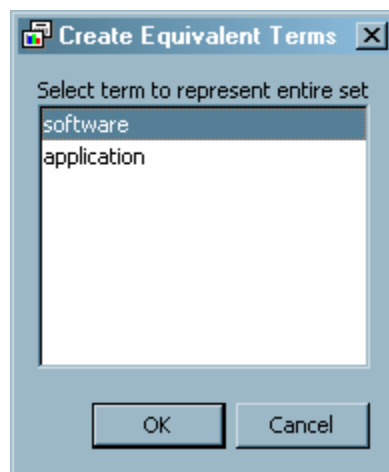 Create Equivalent Terms
Select term to represent entire set
software
application
OK Cancel